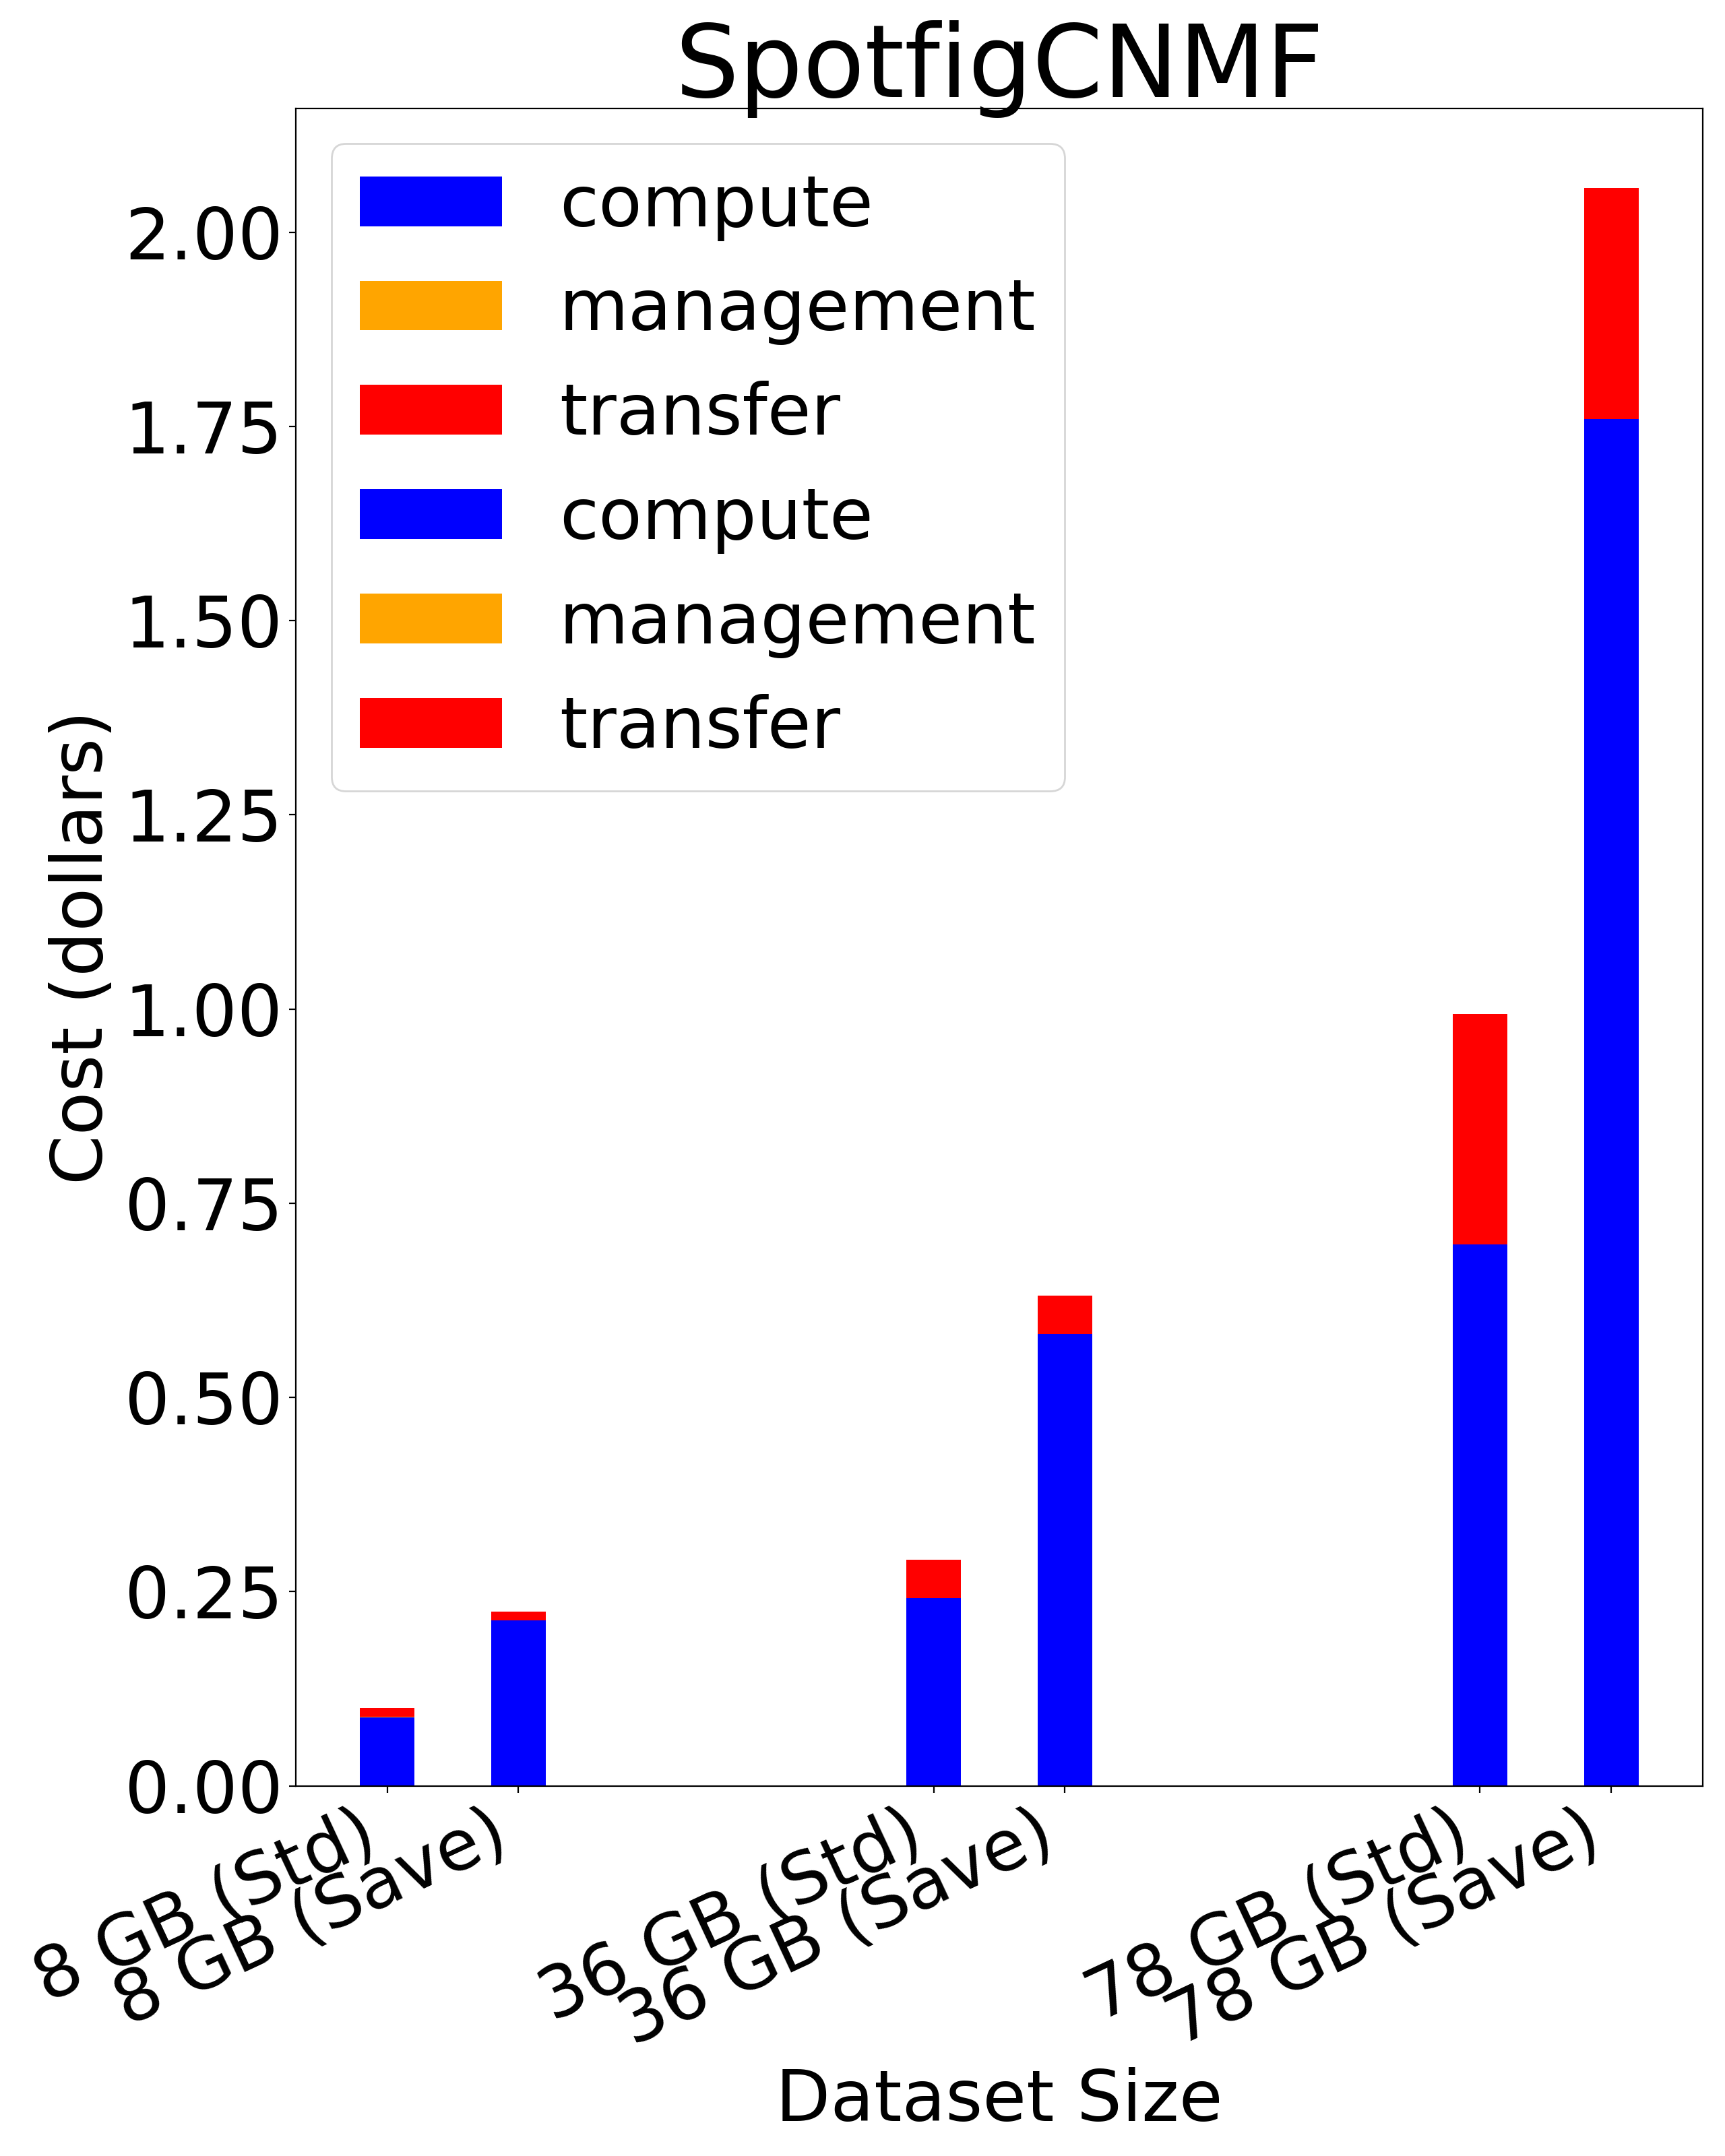 SpotfigCNMF
compute
management
transfer
compute
management
transfer
Cost (dollars)
2.00
1.75
1.50
1.25
1.00
0.75
0.50
0.25
0.00
8 GB (Std)
8 GB (Save)
36 GB (Std)
36 GB (Save)
78 GB (Std)
78 GB (Save)
Dataset Size